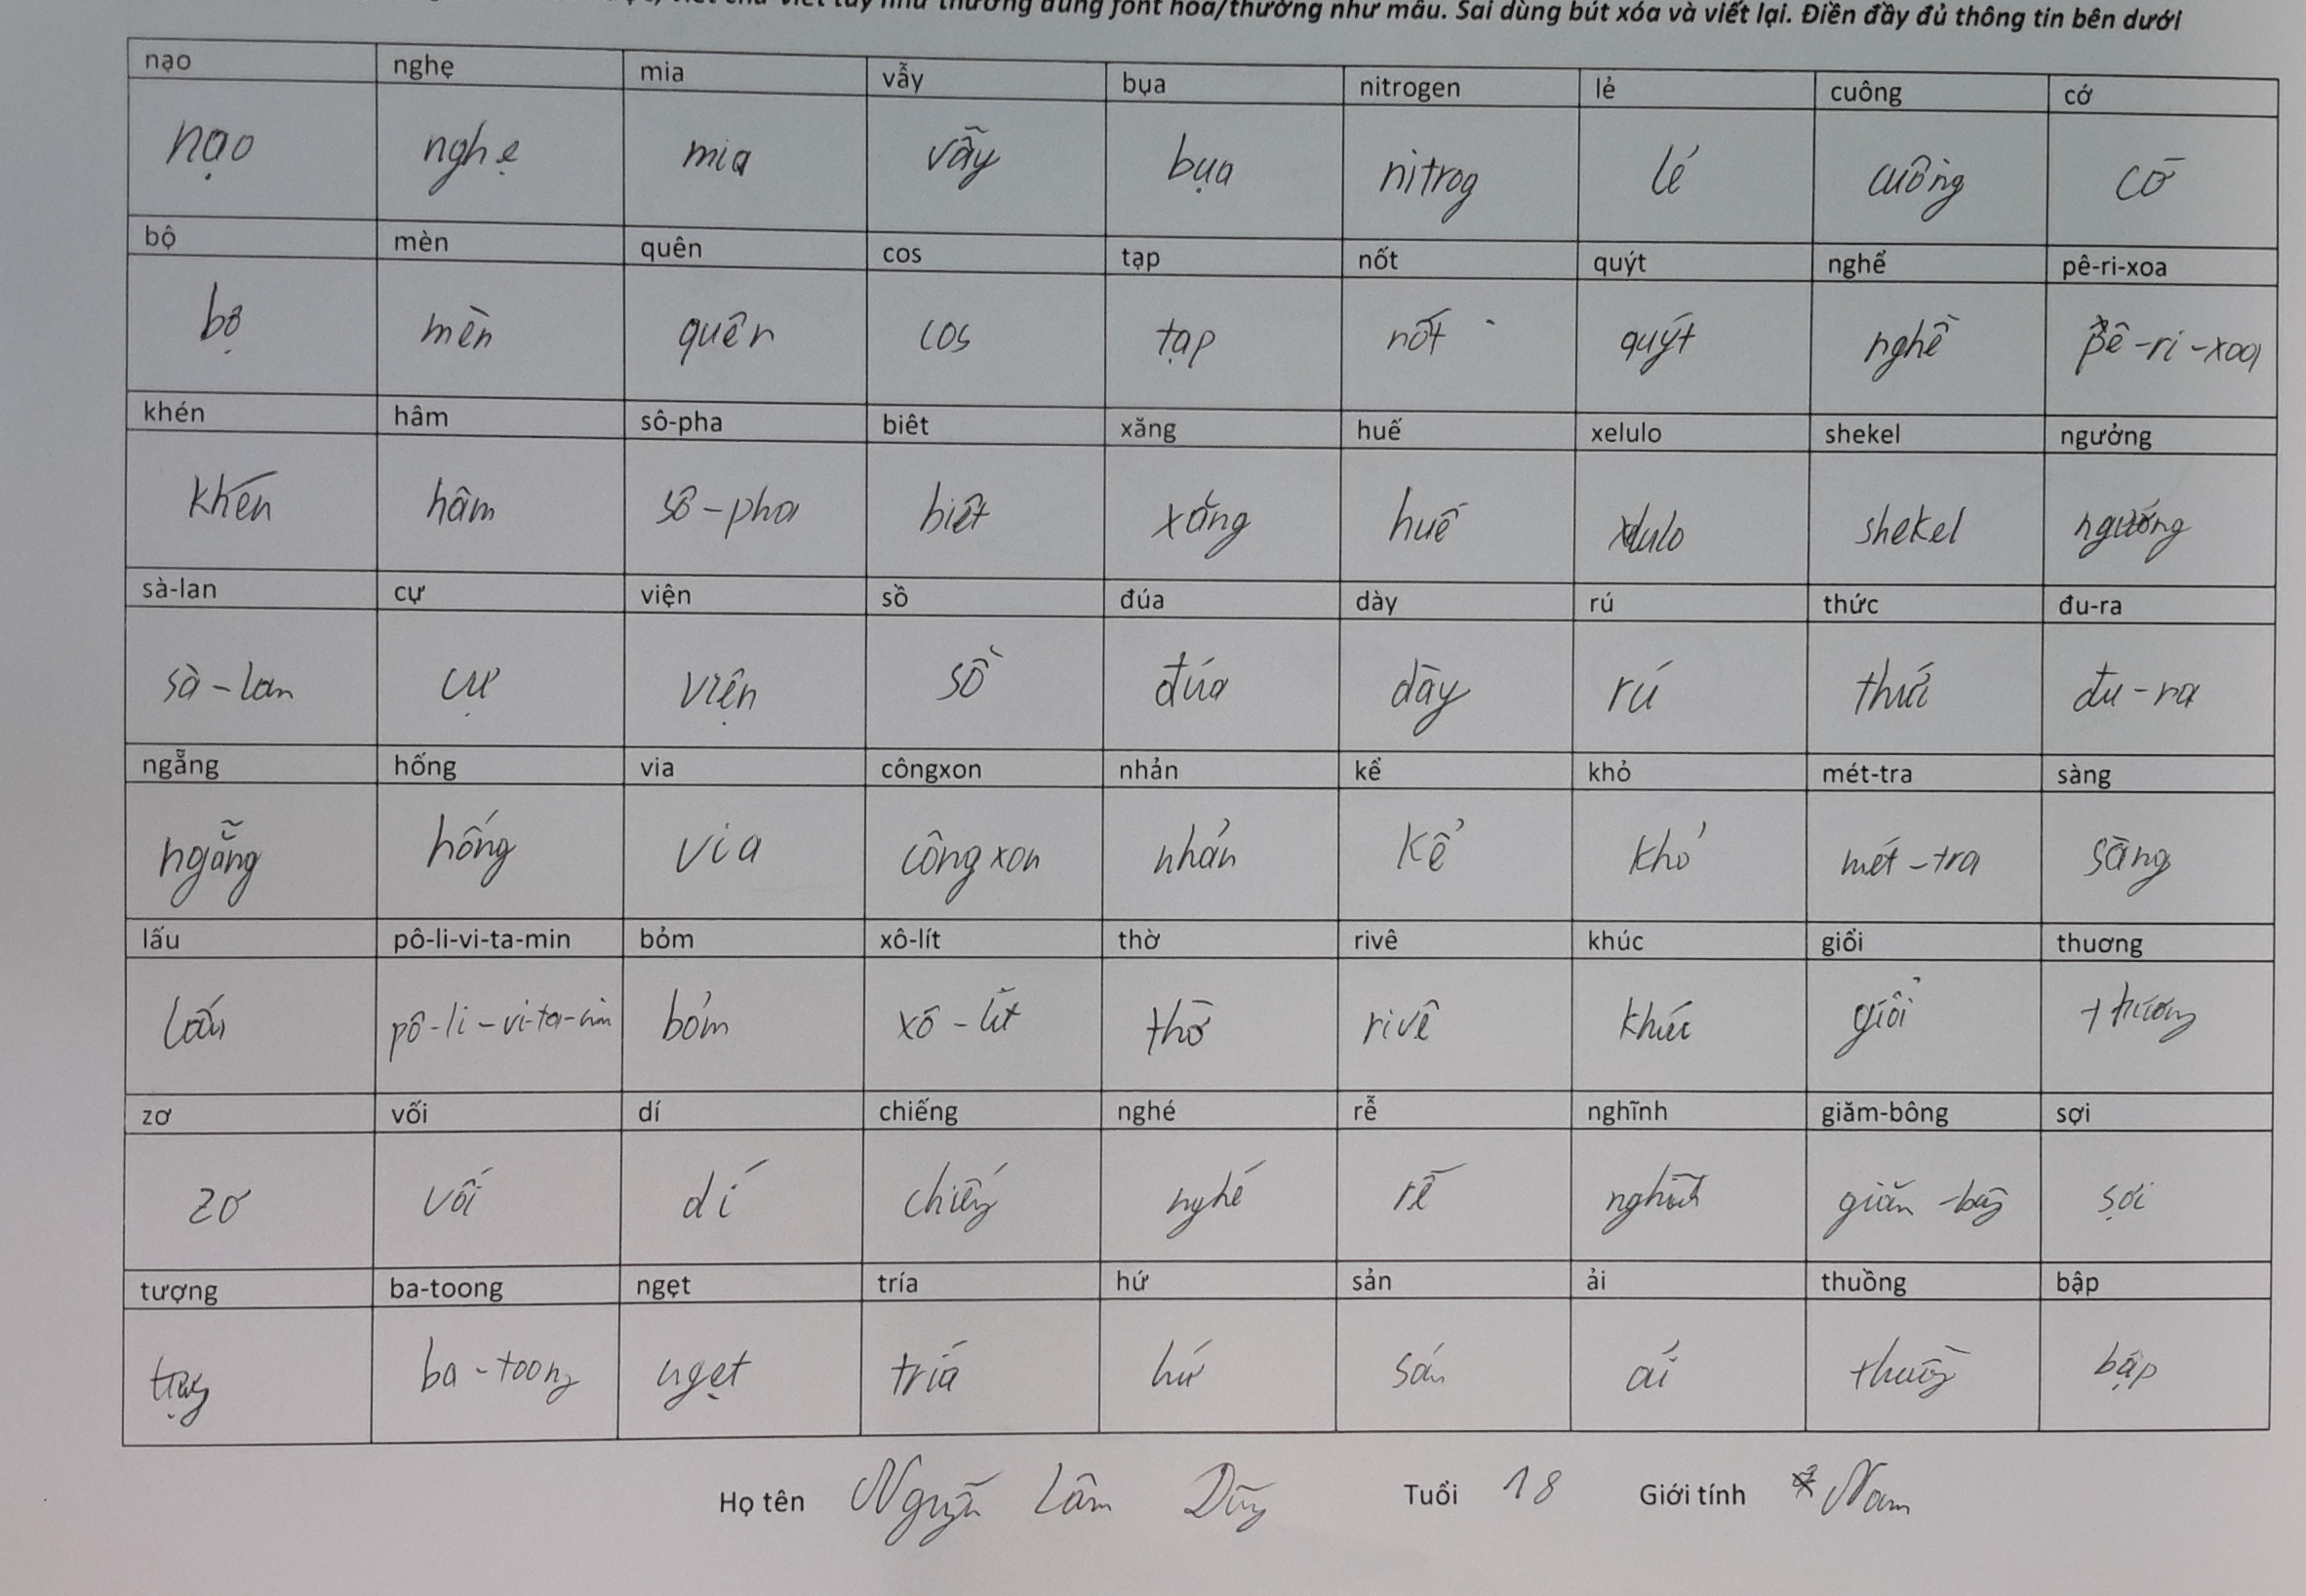 viết chữ viết tay như thường dùng font hoa/thường như mẫu. Sai dùng bút xóa và viết lại. Điền đầy đủ thông tin bên dưới
nạo nghẹ mia vẫy bụa nitrogen lẻ cuông cớ
nạo nghẹ mia vẫy bụa nitrog lé cuông cớ
bộ mèn quên cos tạp nốt quýt nghể pê-ri-xoa
bộ mèn quên cos tạp nốt quýt nghề pê-ri-xoa
khén hâm sô-pha biêt xăng huế xelulo shekel ngưởng
khén hâm sô-pha biêt xăng huế xelulo shekel ngướng
sà-lan cự viện sồ đúa dày rú thức đu-ra
sà-lan cự viện sồ đúa dày rú thức đu-ra
ngẵng hống via côngxon nhản kể khỏ mét-tra sàng
ngẵng hống via côngxon nhản kể khỏ mét-tra sàng
lấu pô-li-vi-ta-min bỏm xô-lít thờ rivê khúc giổi thuơng
lấu pô-li-vi-ta-min bỏm xô-lít thờ rivê khúc giổi
zơ vối dí chiếng nghé rễ nghĩnh giăm-bông sợi
zơ vối dí chiếng nghé rễ nghĩnh giăm-bông sợi
tượng ba-toong ngẹt tría hứ sản ải thuồng bập
tượng ba-toong ngẹt tría hứ sán ái thuồng bập
Họ tên Nguyễn Lâm Dũng Tuổi 18 Giới tính Nam